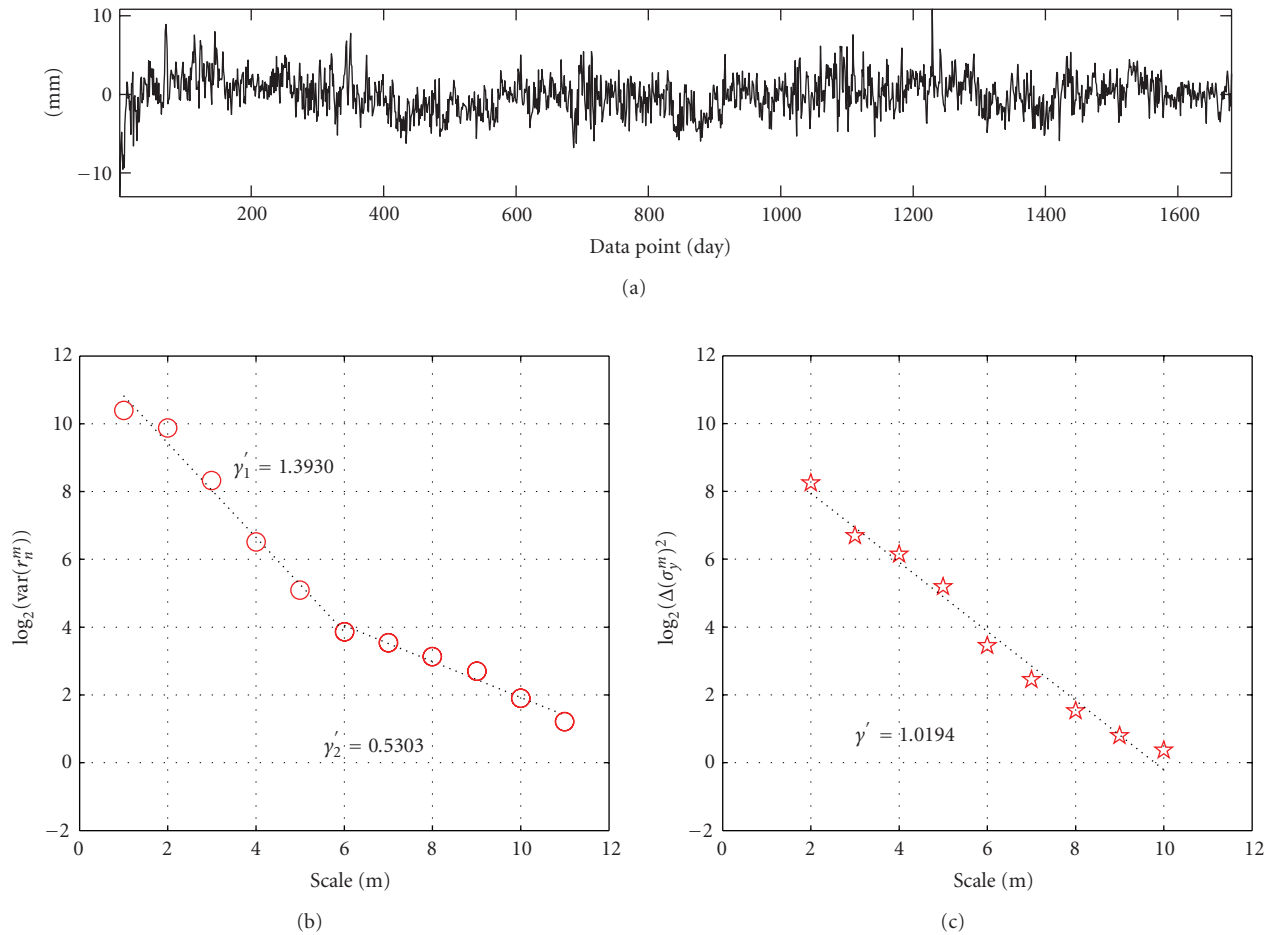 10
0
−10
(mm)
200 400 600 800 1000 1200 1400 1600
Data point (day)
(a)
12
10
8
6
4
2
0
−2
log₂(var(rₙᵐ))
γ₁′ = 1.3930
γ₂′ = 0.5303
0 2 4 6 8 10 12
Scale (m)
(b)
12
10
8
6
4
2
0
−2
log₂(Δ(σᵧᵐ)²)
γ′ = 1.0194
0 2 4 6 8 10 12
Scale (m)
(c)